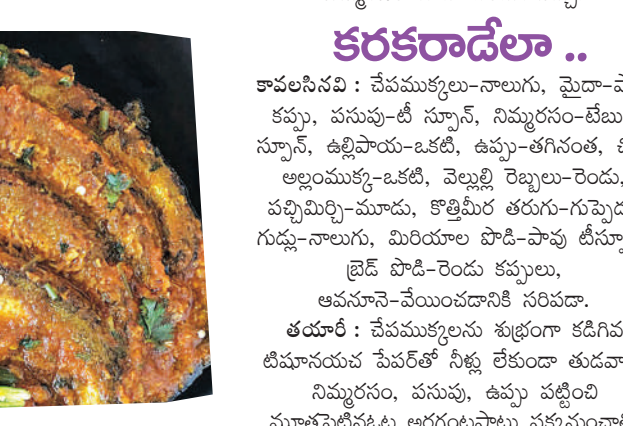 కరకరాడేలా ..
కావలసినవి : చేపముక్కలు-నాలుగు, మైదా-పా
కప్పు, పసుపు-టీ స్పూన్, నిమ్మరసం-టేబు
స్పూన్, ఉల్లిపాయ-ఒకటి, ఉప్పు-తగినంత,
అల్లంముక్క-ఒకటి, వెల్లుల్లి రెబ్బలు-రెండు,
పచ్చిమిర్చి-మూడు, కొత్తిమీర తరుగు-గుప్పెడ
గుడ్లు-నాలుగు, మిరియాల పొడి-పావు టీస్పూ
బ్రెడ్ పొడి-రెండు కప్పులు,
ఆవనూనె-వేయించడానికి సరిపడా.
తయారీ : చేపముక్కలను శుభ్రంగా కడిగివ
టిషూనయచ పేపర్‌తో నీళ్లు లేకుండా తుడవా
నిమ్మరసం, పసుపు, ఉప్పు పట్టించి